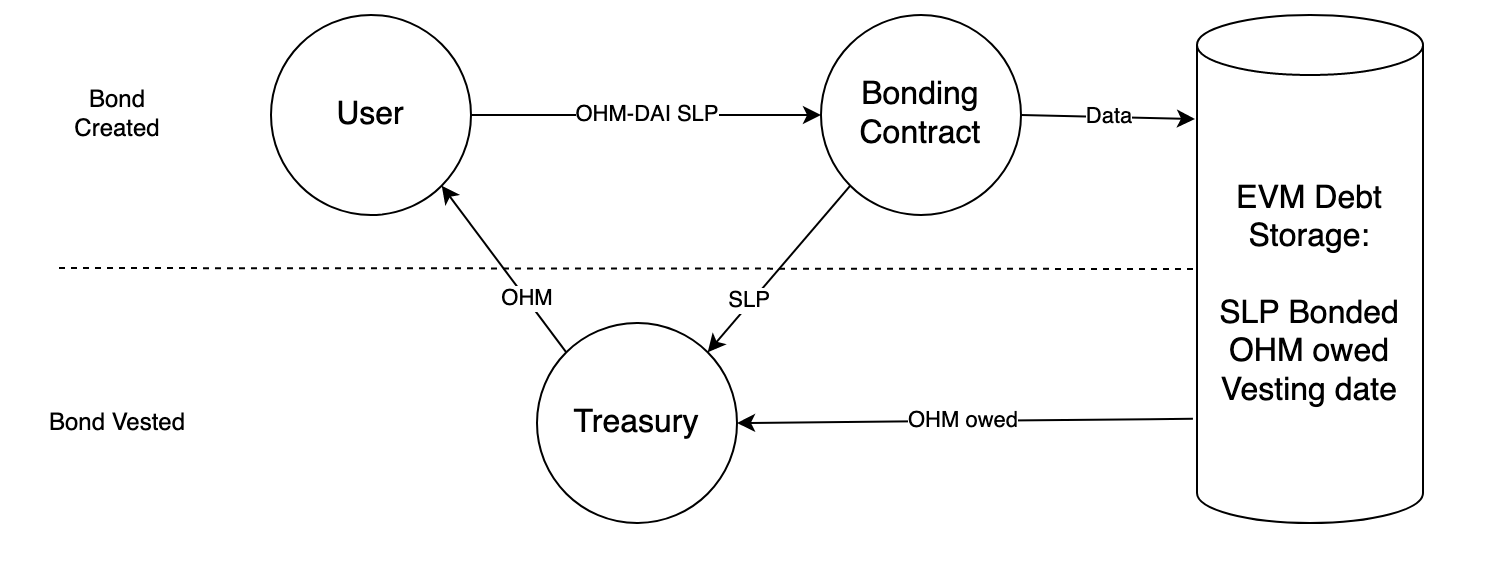 Bond
Created
User
OHM-DAI SLP
Bonding
Contract
Data
EVM Debt
Storage:
SLP Bonded
OHM owed
Vesting date
OHM
SLP
Bond Vested
Treasury
OHM owed